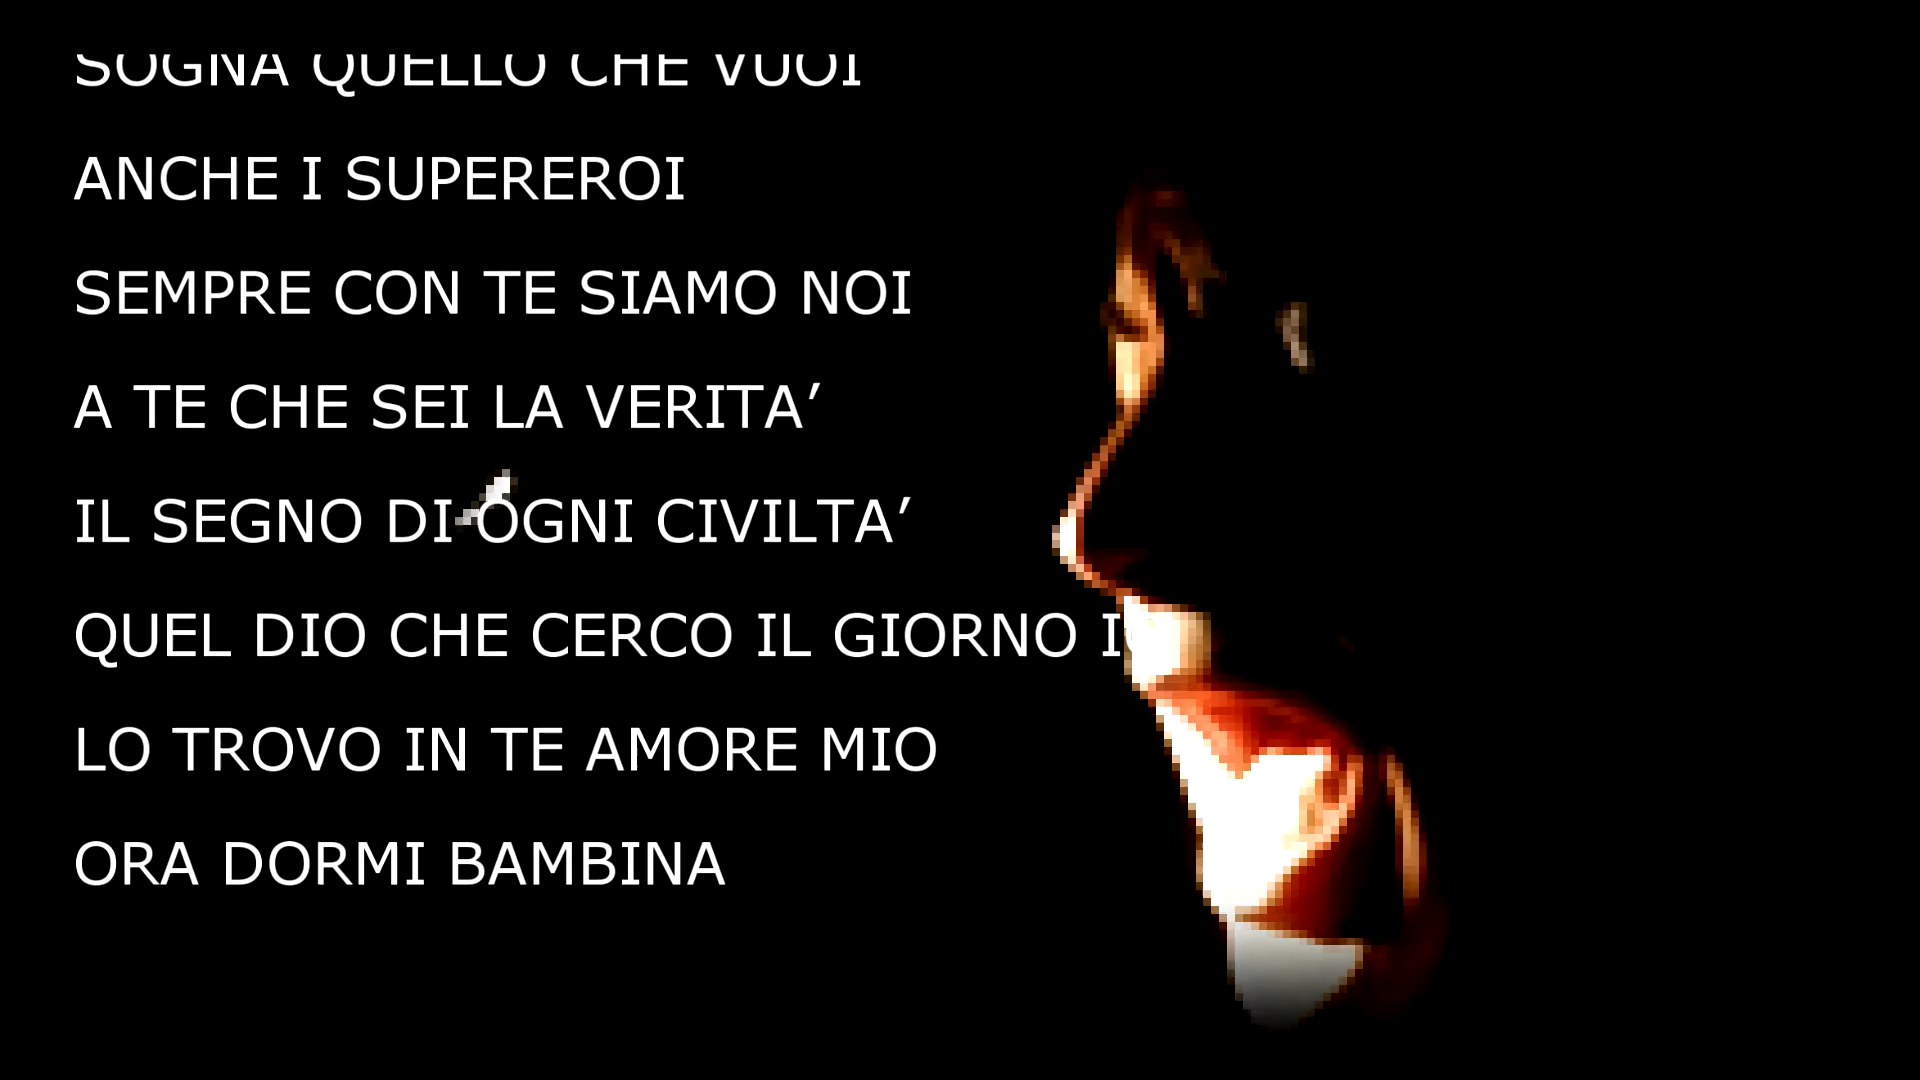 SOGNA QUELLO CHE VUOI
ANCHE I SUPEREROI
SEMPRE CON TE SIAMO NOI
A TE CHE SEI LA VERITA’
IL SEGNO DI OGNI CIVILTA’
QUEL DIO CHE CERCO IL GIORNO
LO TROVO IN TE AMORE MIO
ORA DORMI BAMBINA